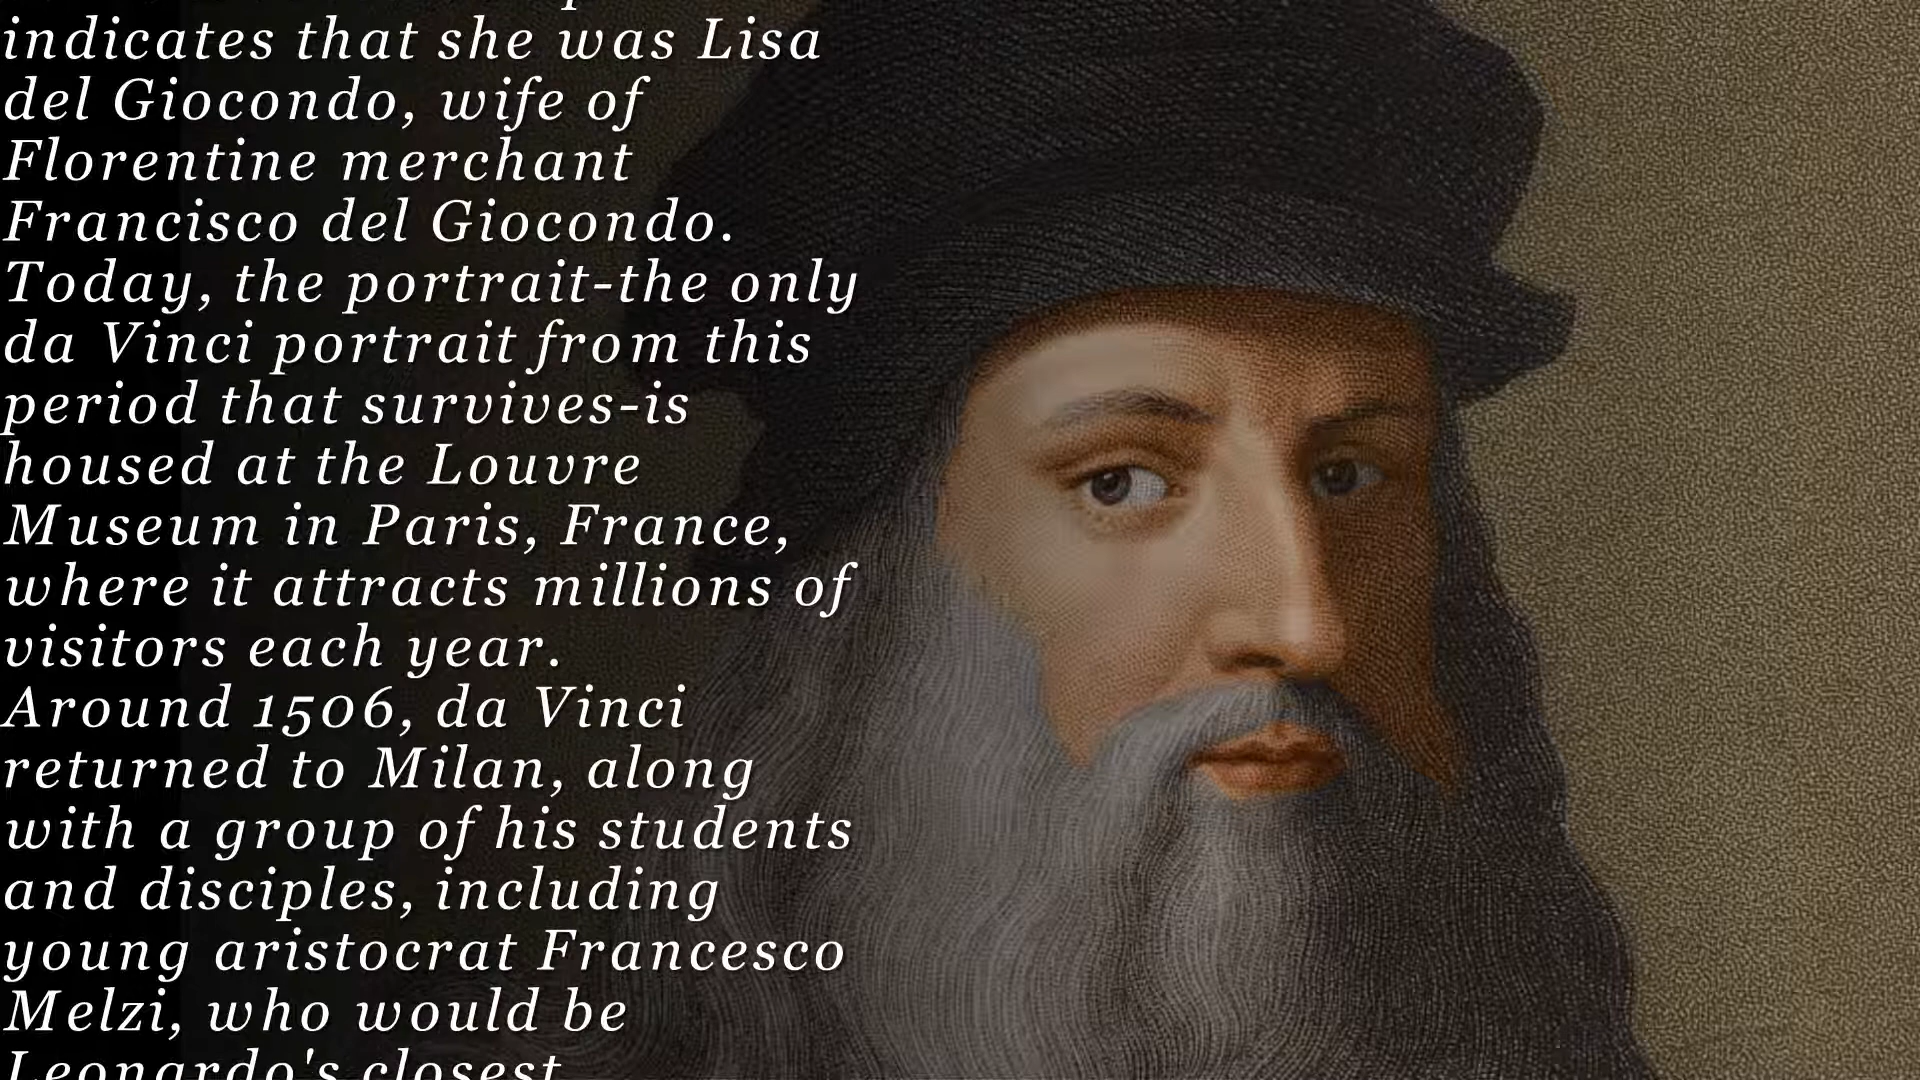 indicates that she was Lisa
del Giocondo, wife of
Florentine merchant
Francisco del Giocondo.
Today, the portrait-the only
da Vinci portrait from this
period that survives-is
housed at the Louvre
Museum in Paris, France,
where it attracts millions of
visitors each year.
Around 1506, da Vinci
returned to Milan, along
with a group of his students
and disciples, including
young aristocrat Francesco
Melzi, who would be
Leonardo's closest